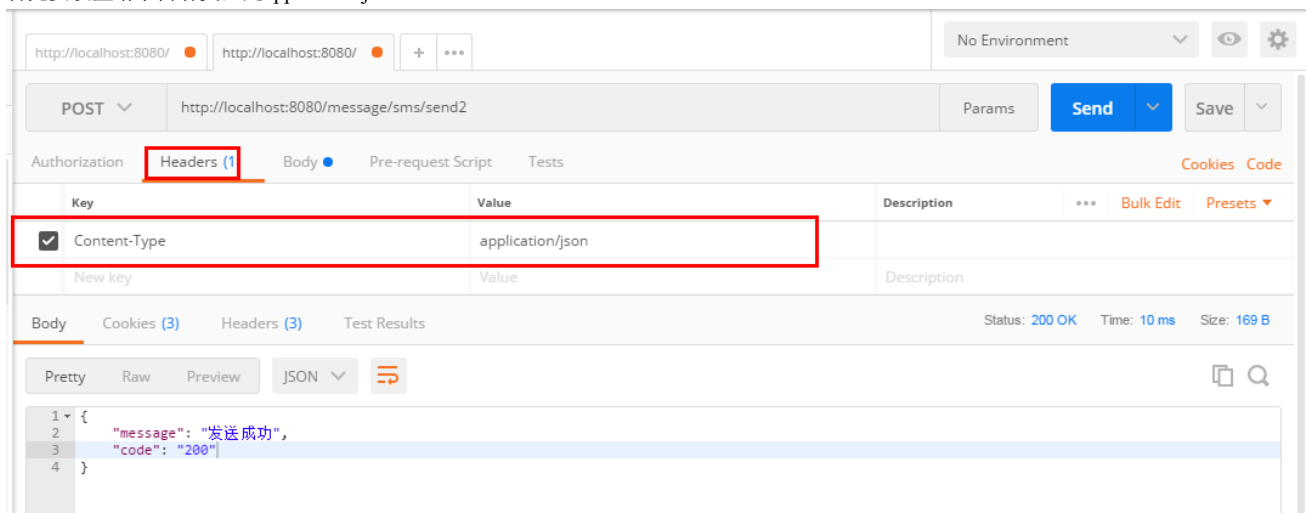 http://localhost:8080/ http://localhost:8080/ + ••• No Environment
POST http://localhost:8080/message/sms/send2 Params Send Save
Authorization Headers (1 Body Pre-request Script Tests Cookies Code
Key Value Description ••• Bulk Edit Presets
Content-Type application/json
New key Value Description
Body Cookies (3) Headers (3) Test Results Status: 200 OK Time: 10 ms Size: 169 B
Pretty Raw Preview JSON
1 {
2 "message": "发送成功",
3 "code": "200"
4 }